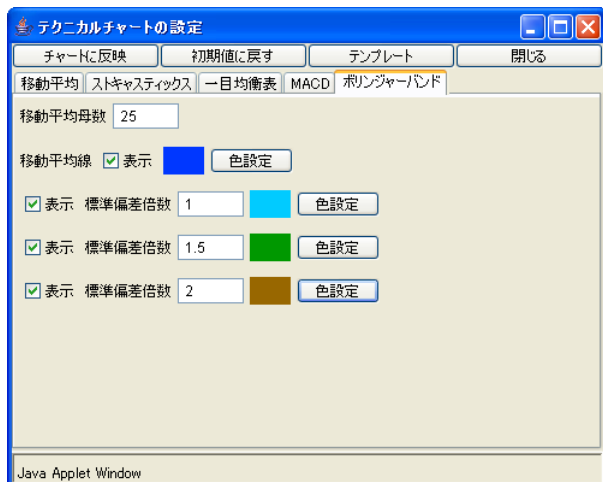 テクニカルチャートの設定
チャートに反映 初期値に戻す テンプレート 閉じる
移動平均 ストキャスティックス 一目均衡表 MACD ボリンジャーバンド
移動平均母数 25
移動平均線 表示 色設定
表示 標準偏差倍数 1 色設定
表示 標準偏差倍数 1.5 色設定
表示 標準偏差倍数 2 色設定
Java Applet Window